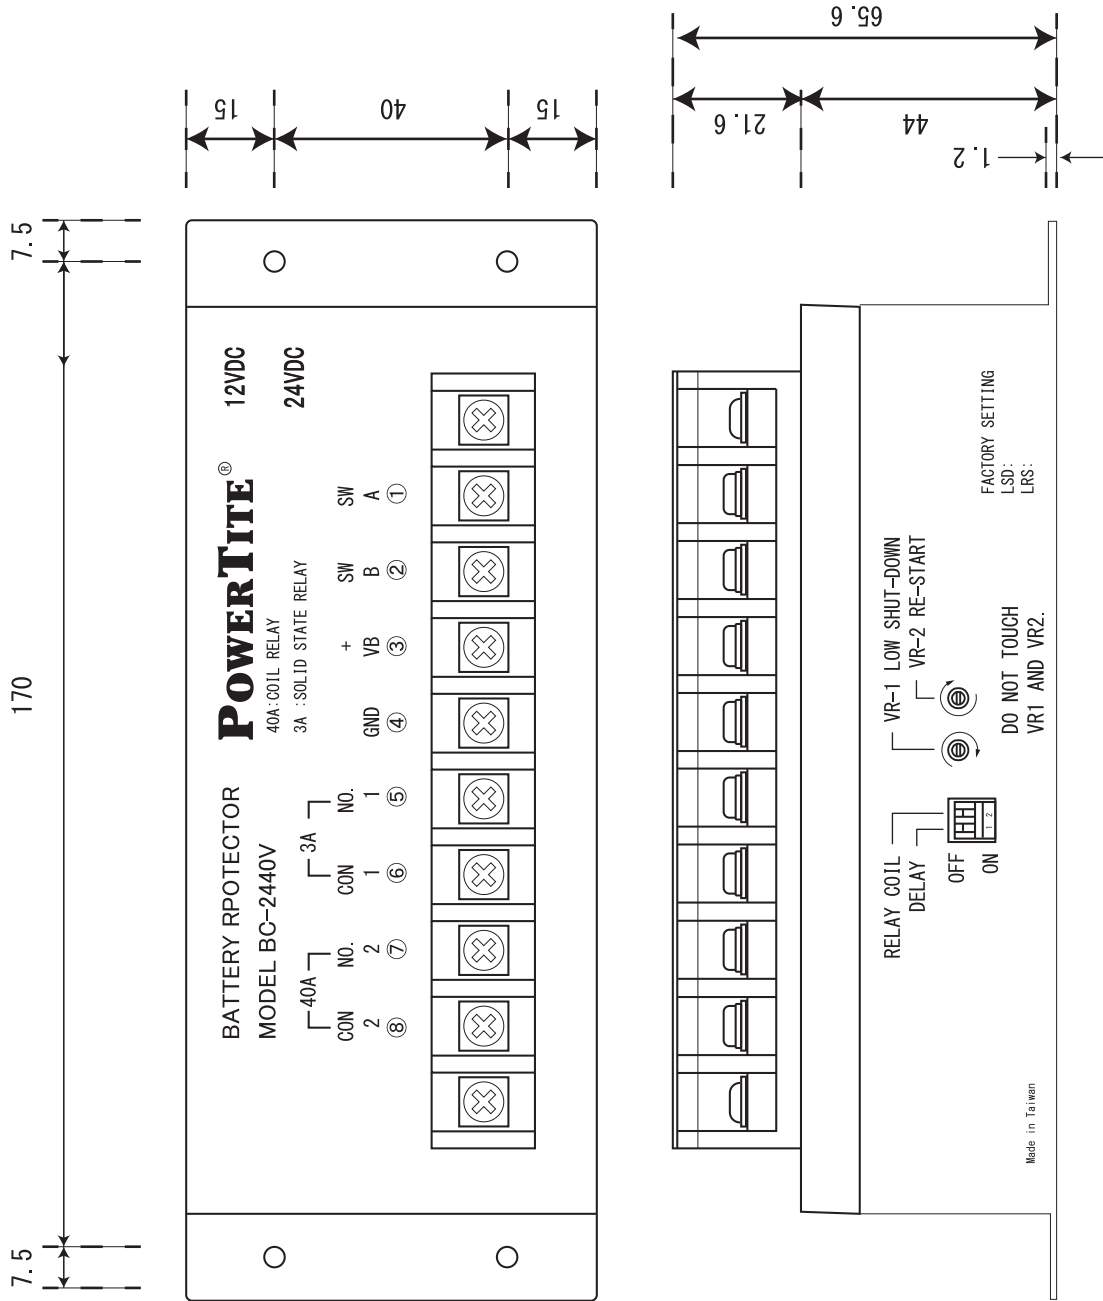 7.5
170
7.5
15
40
15
65.6
21.6
44
1.2
BATTERY RPOTECTOR
MODEL BC-2440V
POWERTITE®
40A:COIL RELAY
3A :SOLID STATE RELAY
12VDC
24VDC
40A
3A
CON
2
⑧
NO.
2
⑦
CON
1
⑥
NO.
1
⑤
GND
④
+
VB
③
SW
B
②
SW
A
①
RELAY COIL
DELAY
OFF
ON
1 2
VR-1 LOW SHUT-DOWN
VR-2 RE-START
DO NOT TOUCH
VR1 AND VR2.
FACTORY SETTING
LSD:
LRS:
Made in Taiwan